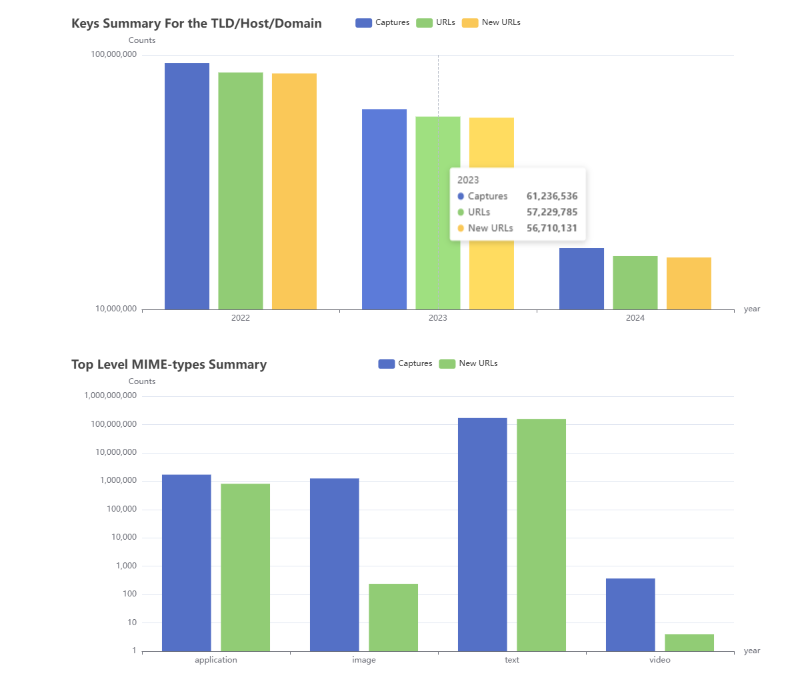 Keys Summary For the TLD/Host/Domain
Captures URLs New URLs
Counts
100,000,000
2023
Captures 61,236,536
URLs 57,229,785
New URLs 56,710,131
10,000,000
2022 2023 2024
year
Top Level MIME-types Summary
Captures New URLs
Counts
1,000,000,000
100,000,000
10,000,000
1,000,000
100,000
10,000
1,000
100
10
1
application image text video
year